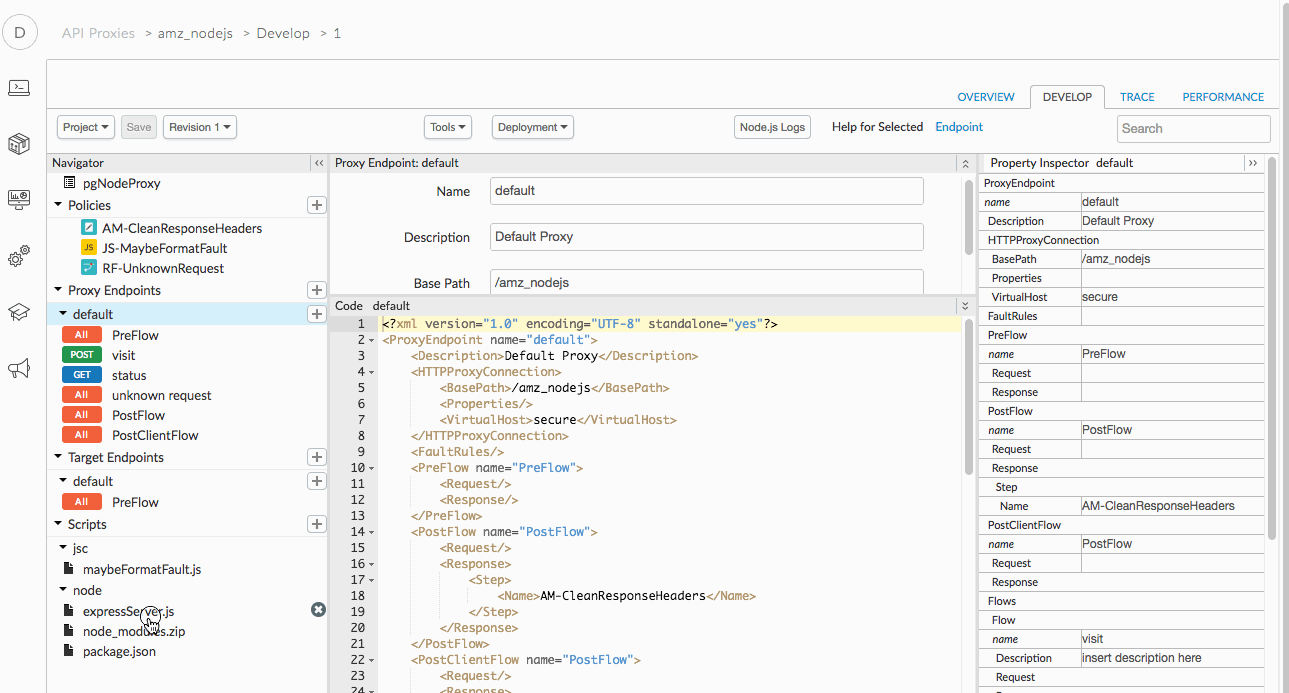 D
API Proxies > amz_nodejs > Develop > 1
OVERVIEW DEVELOP TRACE PERFORMANCE
Project Save Revision 1 Tools Deployment Node.js Logs Help for Selected Endpoint Search
Navigator
pgNodeProxy
Policies
AM-CleanResponseHeaders
JS JS-MaybeFormatFault
RF-UnknownRequest
Proxy Endpoints
default
All PreFlow
POST visit
GET status
All unknown request
All PostFlow
All PostClientFlow
Target Endpoints
default
All PreFlow
Scripts
jsc
maybeFormatFault.js
node
expressServer.js
node_modules.zip
package.json
Proxy Endpoint: default
Name default
Description Default Proxy
Base Path /amz_nodejs
Code default
1 <?xml version="1.0" encoding="UTF-8" standalone="yes"?>
2 <ProxyEndpoint name="default">
3 <Description>Default Proxy</Description>
4 <HTTPProxyConnection>
5 <BasePath>/amz_nodejs</BasePath>
6 <Properties/>
7 <VirtualHost>secure</VirtualHost>
8 </HTTPProxyConnection>
9 <FaultRules/>
10 <PreFlow name="PreFlow">
11 <Request/>
12 <Response/>
13 </PreFlow>
14 <PostFlow name="PostFlow">
15 <Request/>
16 <Response>
17 <Step>
18 <Name>AM-CleanResponseHeaders</Name>
19 </Step>
20 </Response>
21 </PostFlow>
22 <PostClientFlow name="PostFlow">
23 <Request/>
24 <Response>
Property Inspector default
ProxyEndpoint
name default
Description Default Proxy
HTTPProxyConnection
BasePath /amz_nodejs
Properties
VirtualHost secure
FaultRules
PreFlow
name PreFlow
Request
Response
PostFlow
name PostFlow
Request
Response
Step
Name AM-CleanResponseHeaders
PostClientFlow
name PostFlow
Request
Response
Flows
Flow
name visit
Description insert description here
Request